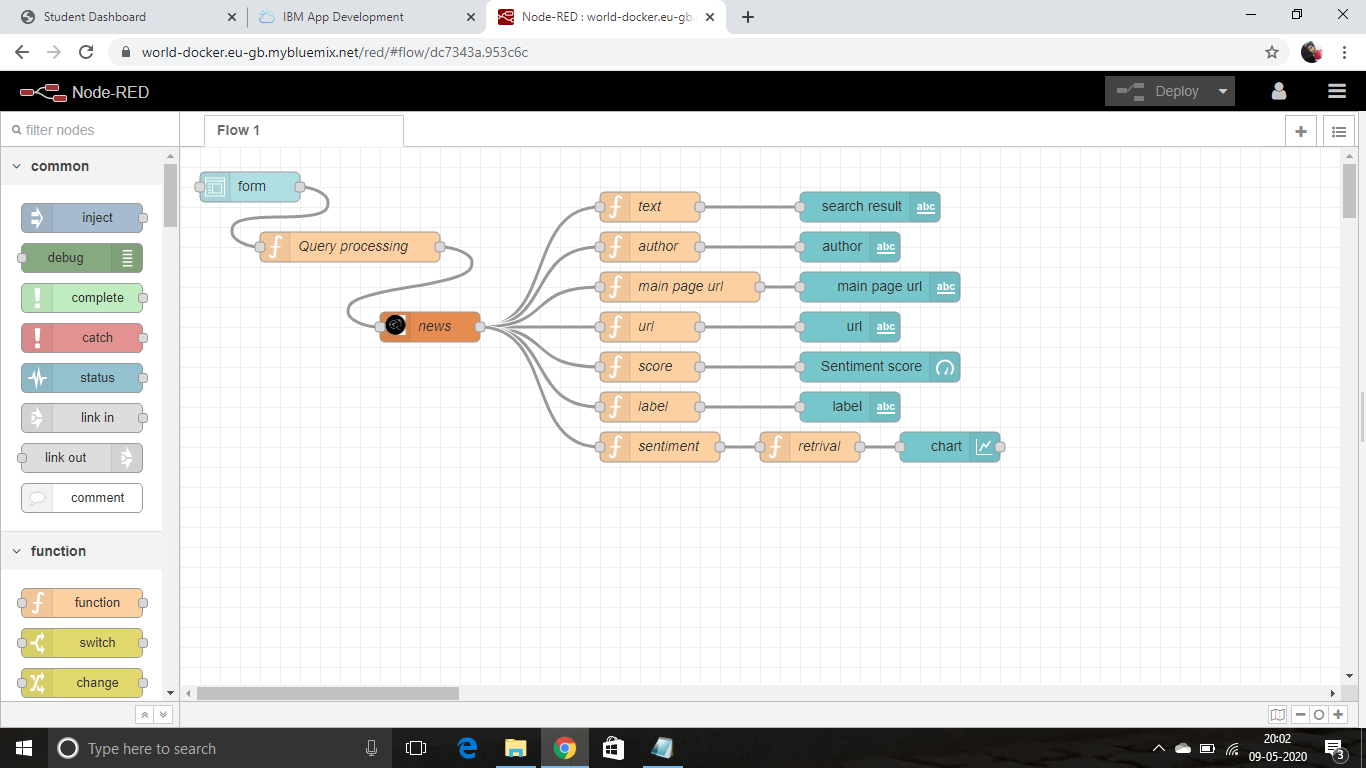 Student Dashboard
IBM App Development
Node-RED : world-docker.eu-gb.
world-docker.eu-gb.mybluemix.net/red/#flow/dc7343a.953c6c
Node-RED
Deploy
filter nodes
Flow 1
common
inject
debug
complete
catch
status
link in
link out
comment
function
function
switch
change
form
Query processing
news
text
search result abc
author
author abc
main page url
main page url abc
url
url abc
score
Sentiment score
label
label abc
sentiment
retrival
chart
Type here to search
20:02
09-05-2020
3